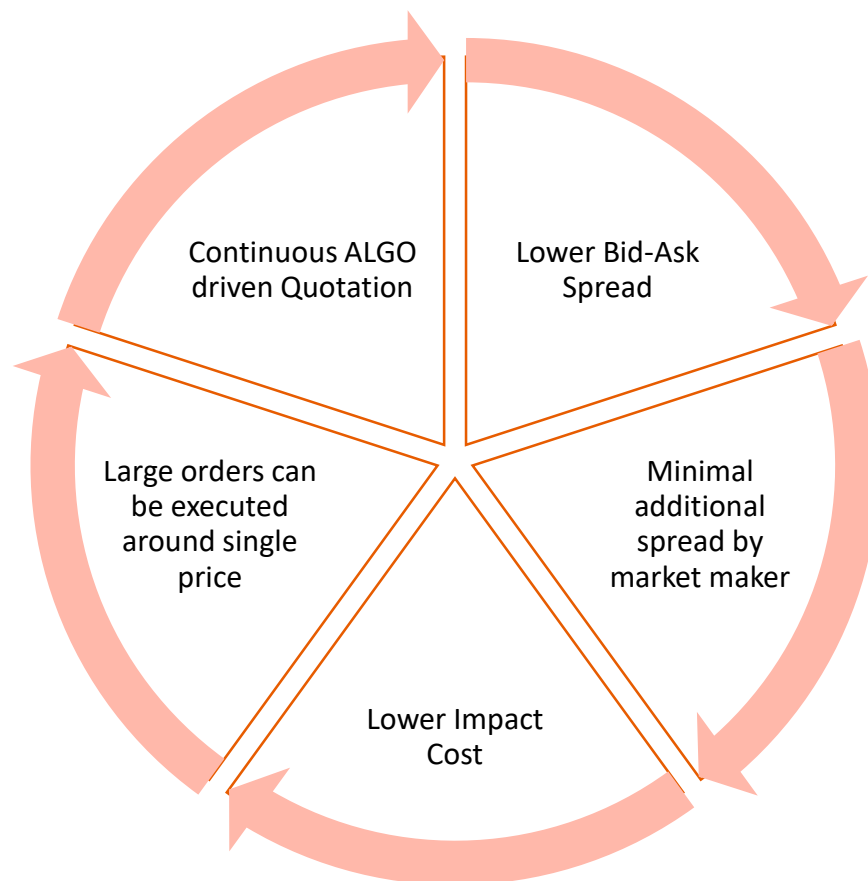 Continuous ALGO
driven Quotation
Lower Bid-Ask
Spread
Minimal
additional
spread by
market maker
Lower Impact
Cost
Large orders can
be executed
around single
price